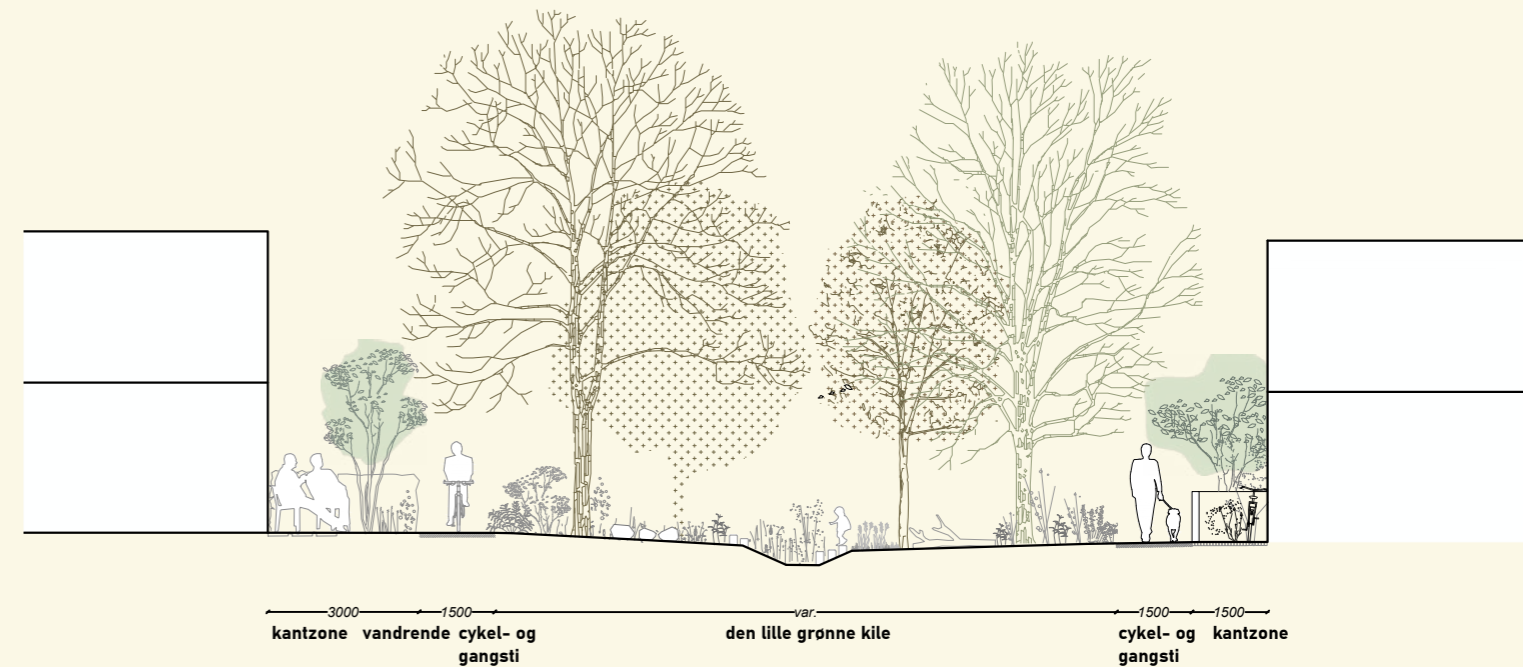 3000 1500 var. 1500 1500
kantzone vandrende cykel- og den lille grønne kile cykel- og kantzone
gangsti gangsti